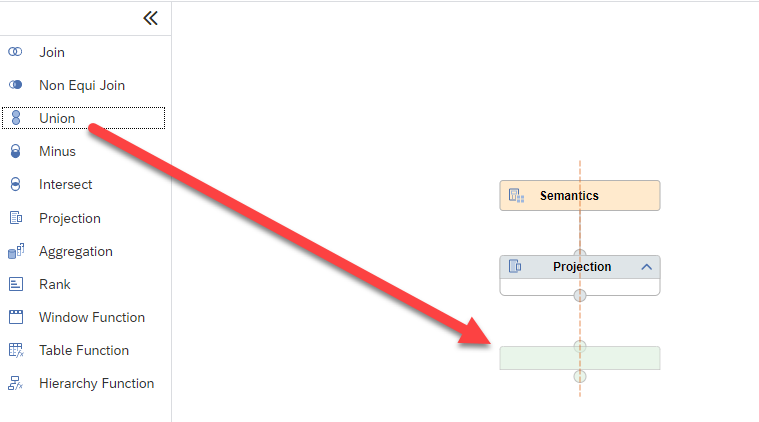 Join
Non Equi Join
Union
Minus
Intersect
Projection
Aggregation
Rank
Window Function
Table Function
Hierarchy Function
Semantics
Projection